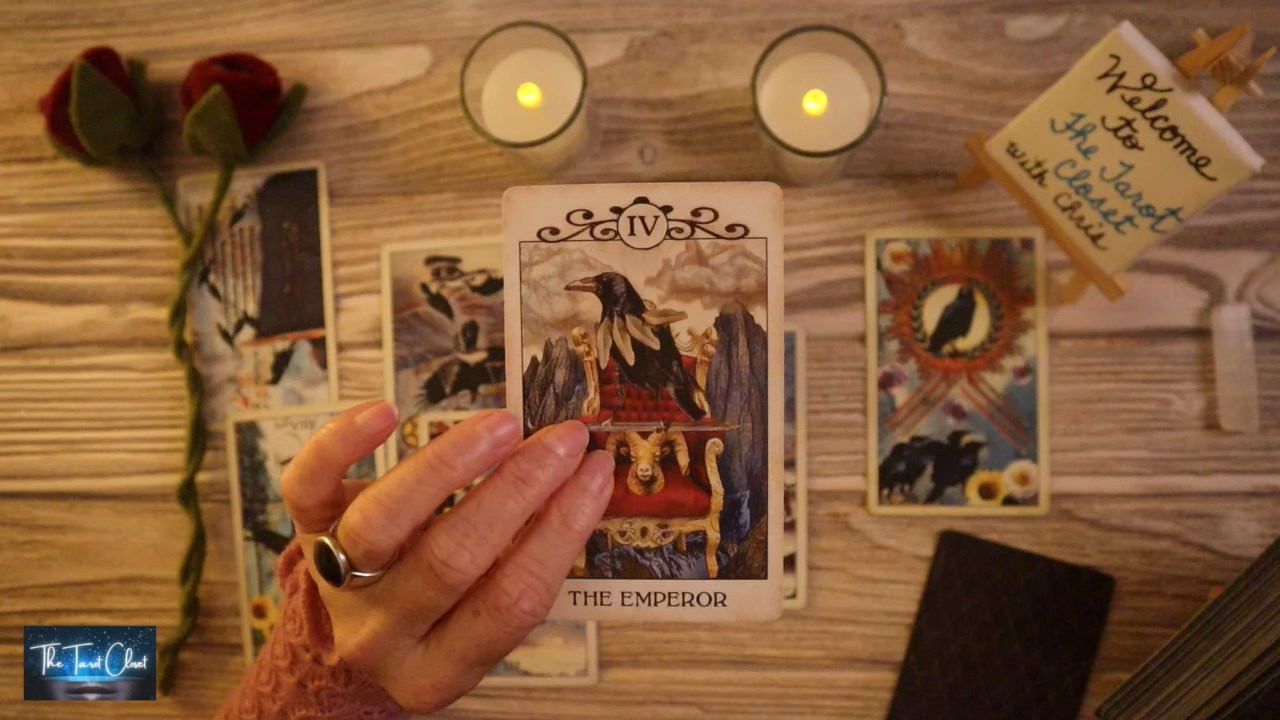 Welcome
to
The Tarot
Closet
with Chris
IV
THE EMPEROR
The Tarot Closet